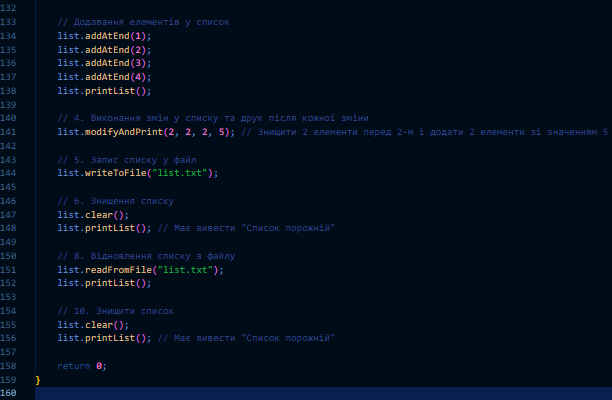 132
133 // Додавання елементів у список
134 list.addAtEnd(1);
135 list.addAtEnd(2);
136 list.addAtEnd(3);
137 list.addAtEnd(4);
138 list.printList();
139
140 // 4. Виконання змін у списку та друк після кожної зміни
141 list.modifyAndPrint(2, 2, 2, 5); // Знищити 2 елементи перед 2-м і додати 2 елементи зі значенням 5
142
143 // 5. Запис списку у файл
144 list.writeToFile("list.txt");
145
146 // 6. Знищення списку
147 list.clear();
148 list.printList(); // Має вивести "Список порожній"
149
150 // 8. Відновлення списку з файлу
151 list.readFromFile("list.txt");
152 list.printList();
153
154 // 10. Знищити список
155 list.clear();
156 list.printList(); // Має вивести "Список порожній"
157
158 return 0;
159 }
160